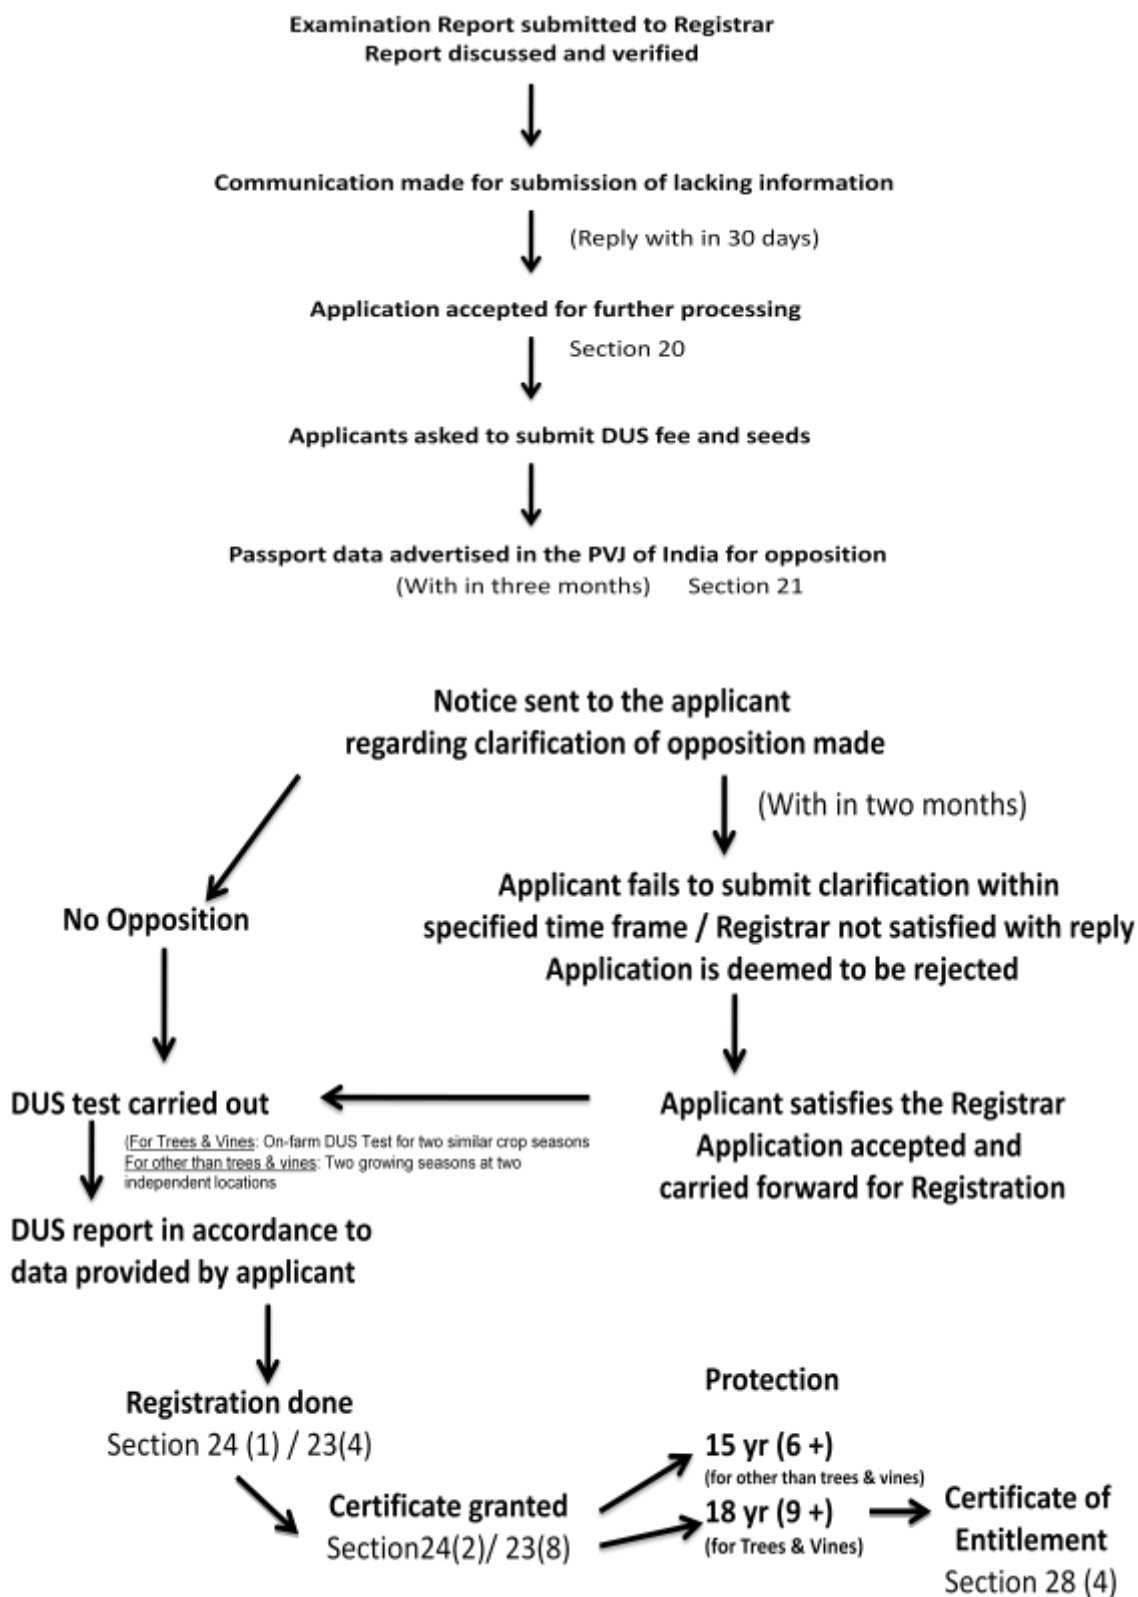 Examination Report submitted to Registrar
Report discussed and verified
Communication made for submission of lacking information
(Reply with in 30 days)
Application accepted for further processing
Section 20
Applicants asked to submit DUS fee and seeds
Passport data advertised in the PVJ of India for opposition
(With in three months) Section 21
Notice sent to the applicant
regarding clarification of opposition made
(With in two months)
No Opposition
Applicant fails to submit clarification within
specified time frame / Registrar not satisfied with reply
Application is deemed to be rejected
DUS test carried out
(For Trees & Vines: On-farm DUS Test for two similar crop seasons
For other than trees & vines: Two growing seasons at two
independent locations
Applicant satisfies the Registrar
Application accepted and
carried forward for Registration
DUS report in accordance to
data provided by applicant
Registration done
Section 24 (1) / 23(4)
Certificate granted
Section24(2)/ 23(8)
Protection
15 yr (6 +)
(for other than trees & vines)
18 yr (9 +)
(for Trees & Vines)
Certificate of
Entitlement
Section 28 (4)